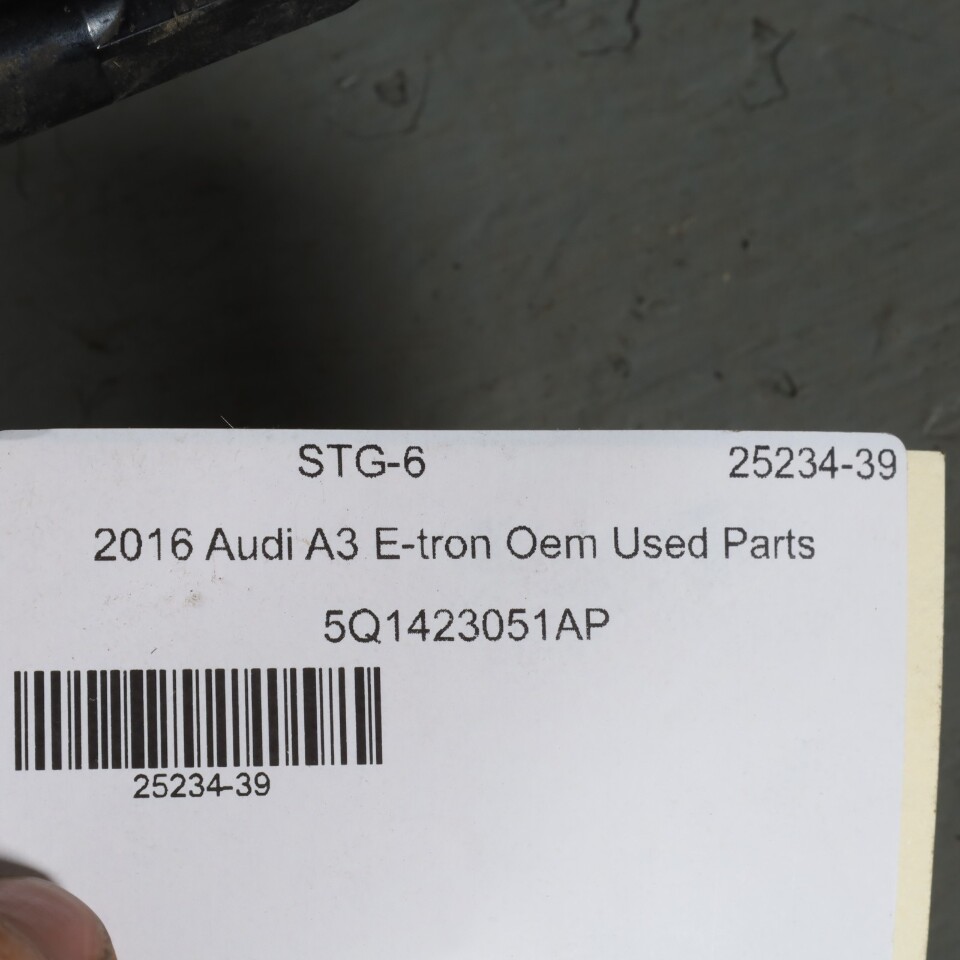 STG-6 25234-39
2016 Audi A3 E-tron Oem Used Parts
5Q1423051AP
25234-39